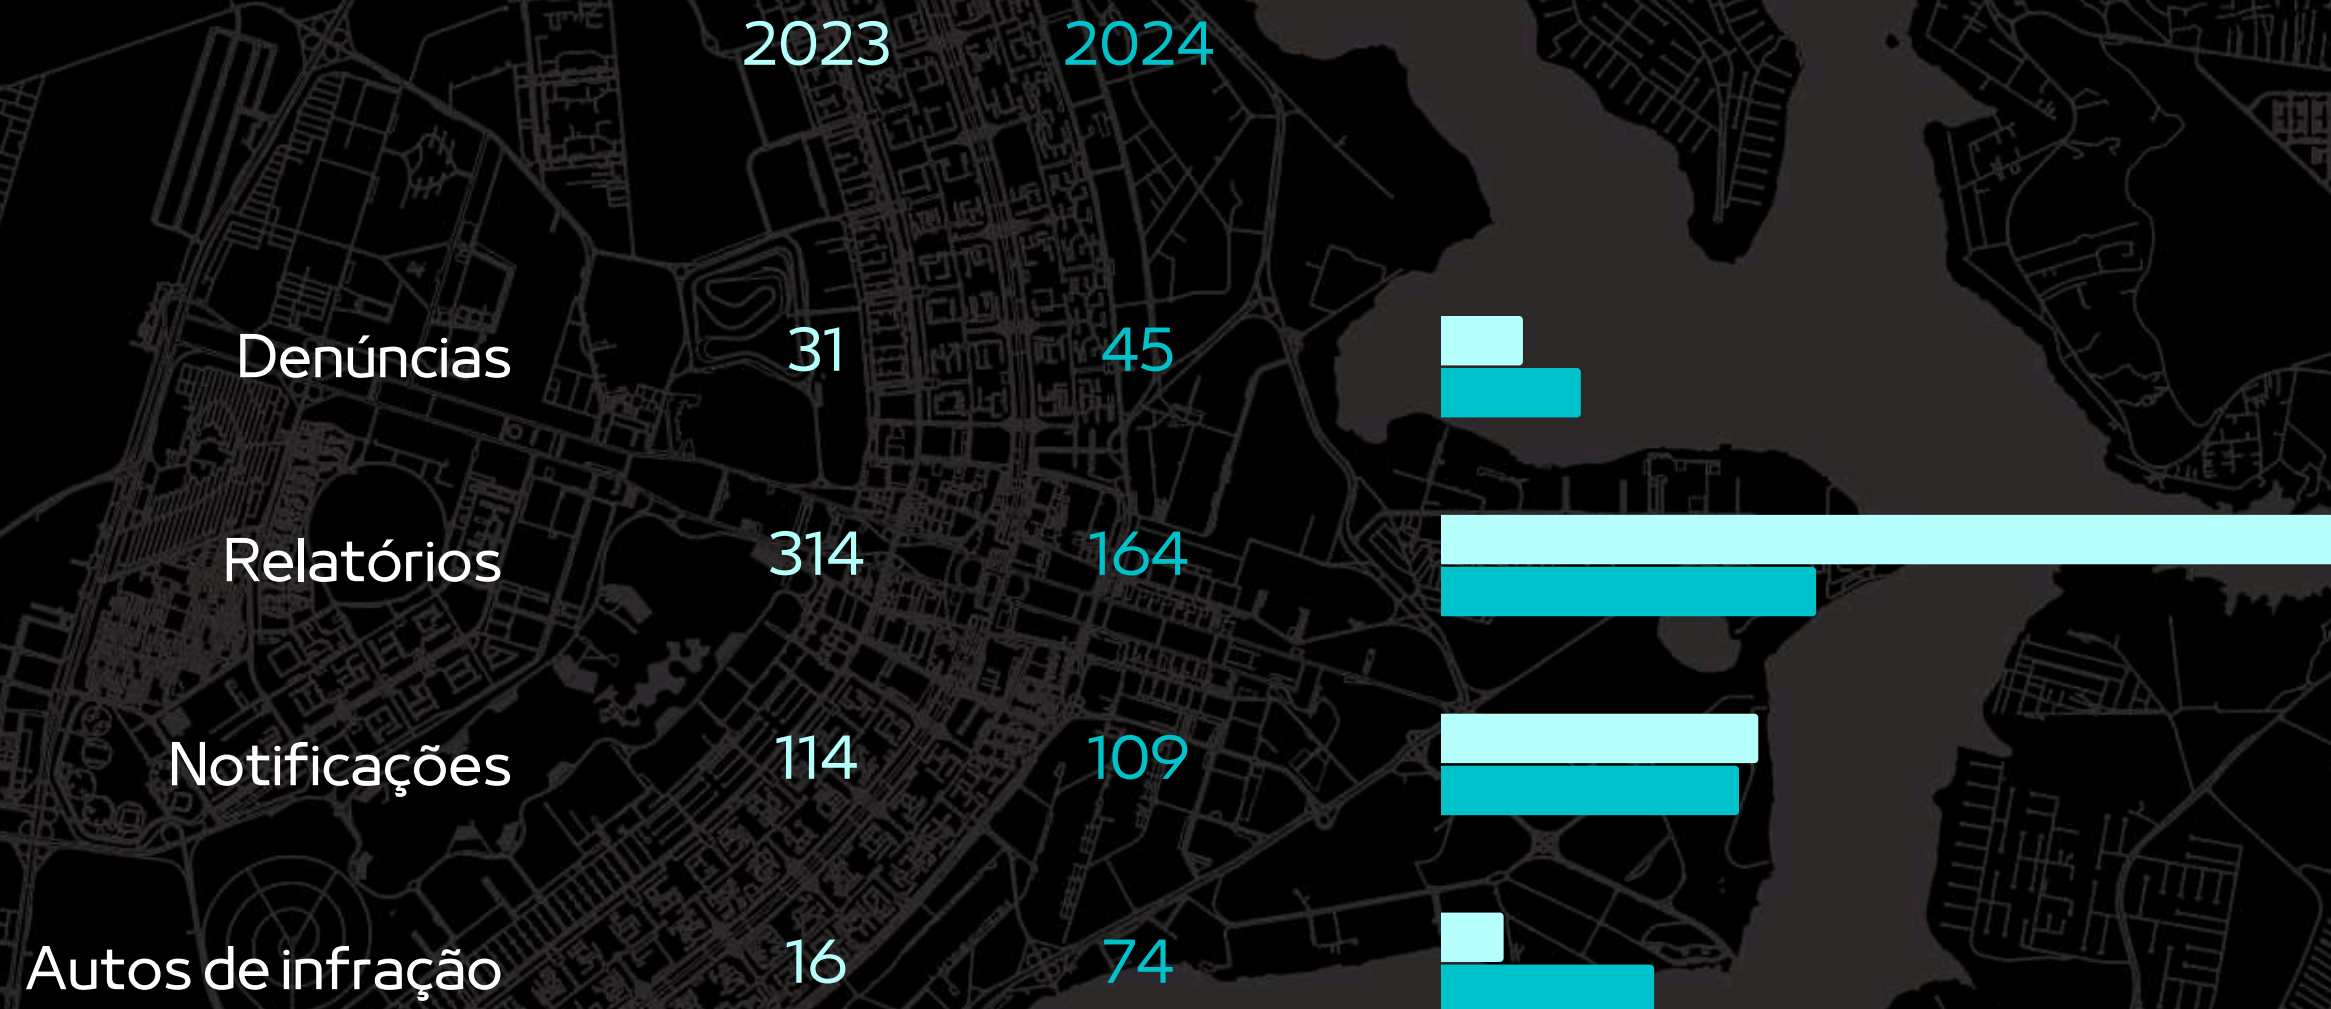 2023 2024
Denúncias 31 45
Relatórios 314 164
Notificações 114 109
Autos de infração 16 74